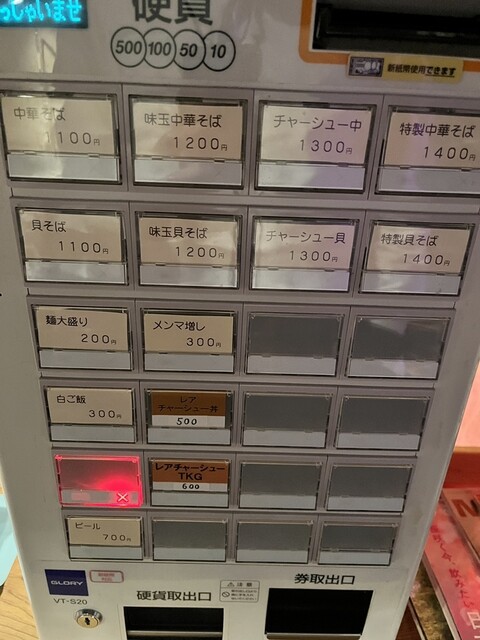 っしゃいませ
硬貨
500 100 50 10
新紙幣使用できます
中華そば
1100円
味玉中華そば
1200円
チャーシュー中
1300円
特製中華そば
1400円
貝そば
1100円
味玉貝そば
1200円
チャーシュー貝
1300円
特製貝そば
1400円
麺大盛り
200円
メンマ増し
300円
白ご飯
300円
レア
チャーシュー丼
500
レアチャーシュー
TKG
600
ビール
700円
GLORY
VT-S20
硬貨取出口
注意
券取出口